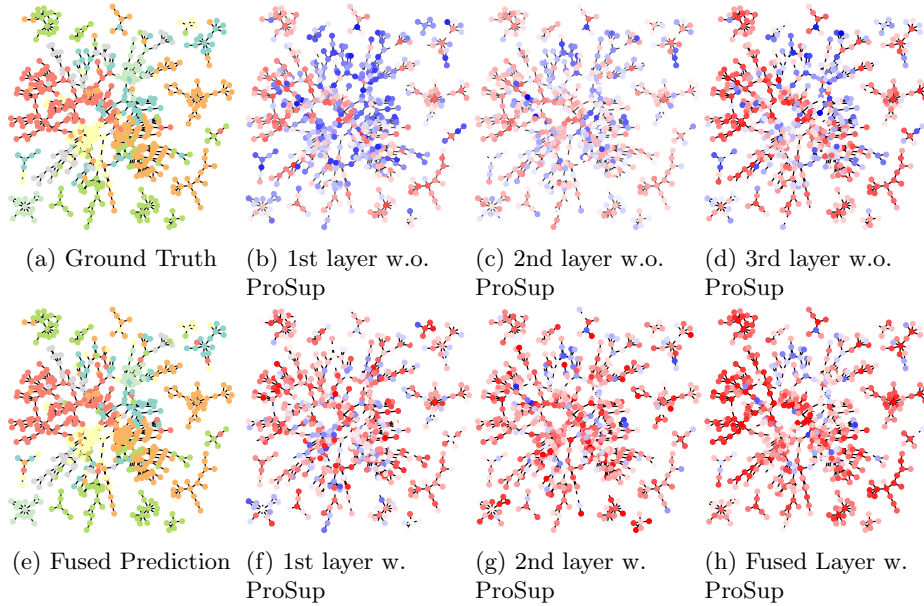 (a) Ground Truth
(b) 1st layer w.o.
ProSup
(c) 2nd layer w.o.
ProSup
(d) 3rd layer w.o.
ProSup
(e) Fused Prediction
(f) 1st layer w.
ProSup
(g) 2nd layer w.
ProSup
(h) Fused Layer w.
ProSup